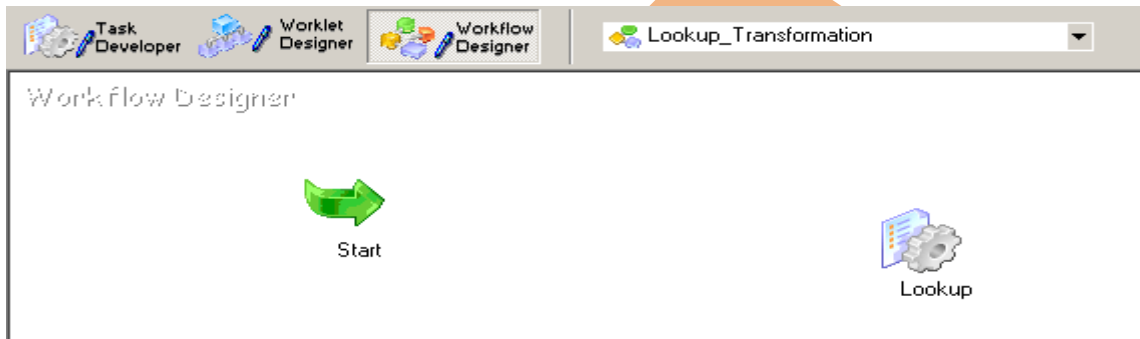 Task
Developer
Worklet
Designer
Workflow
Designer
Lookup_Transformation
Workflow Designer
Start
Lookup